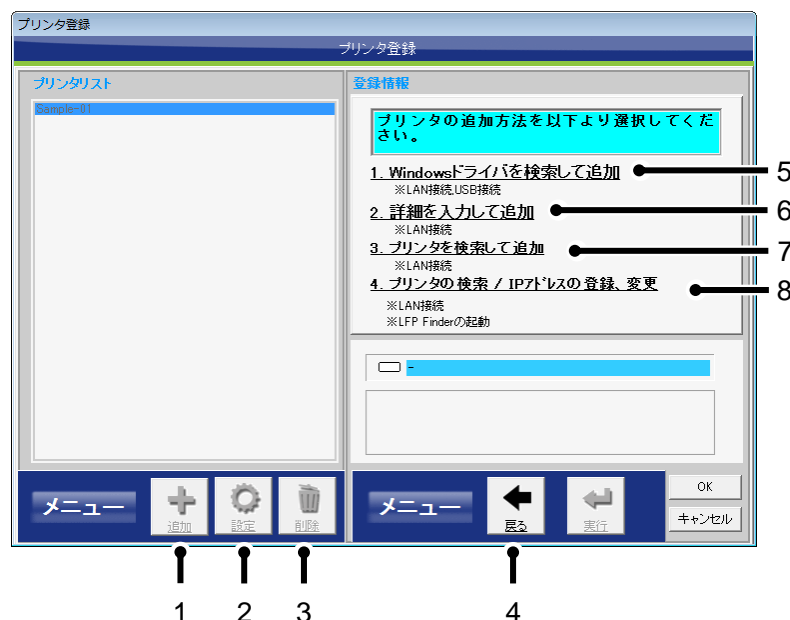 プリンタ登録
プリンタ登録
プリンタリスト
Sample-01
登録情報
プリンタの追加方法を以下より選択してくだ
さい。
1. Windowsドライバを検索して追加
※LAN接続,USB接続
2. 詳細を入力して追加
※LAN接続
3. プリンタを検索して追加
※LAN接続
4. プリンタの検索 / IPアドレスの登録、変更
※LAN接続
※LFP Finderの起動
5
6
7
8
-
メニュー
追加
設定
削除
メニュー
戻る
実行
OK
キャンセル
1
2
3
4